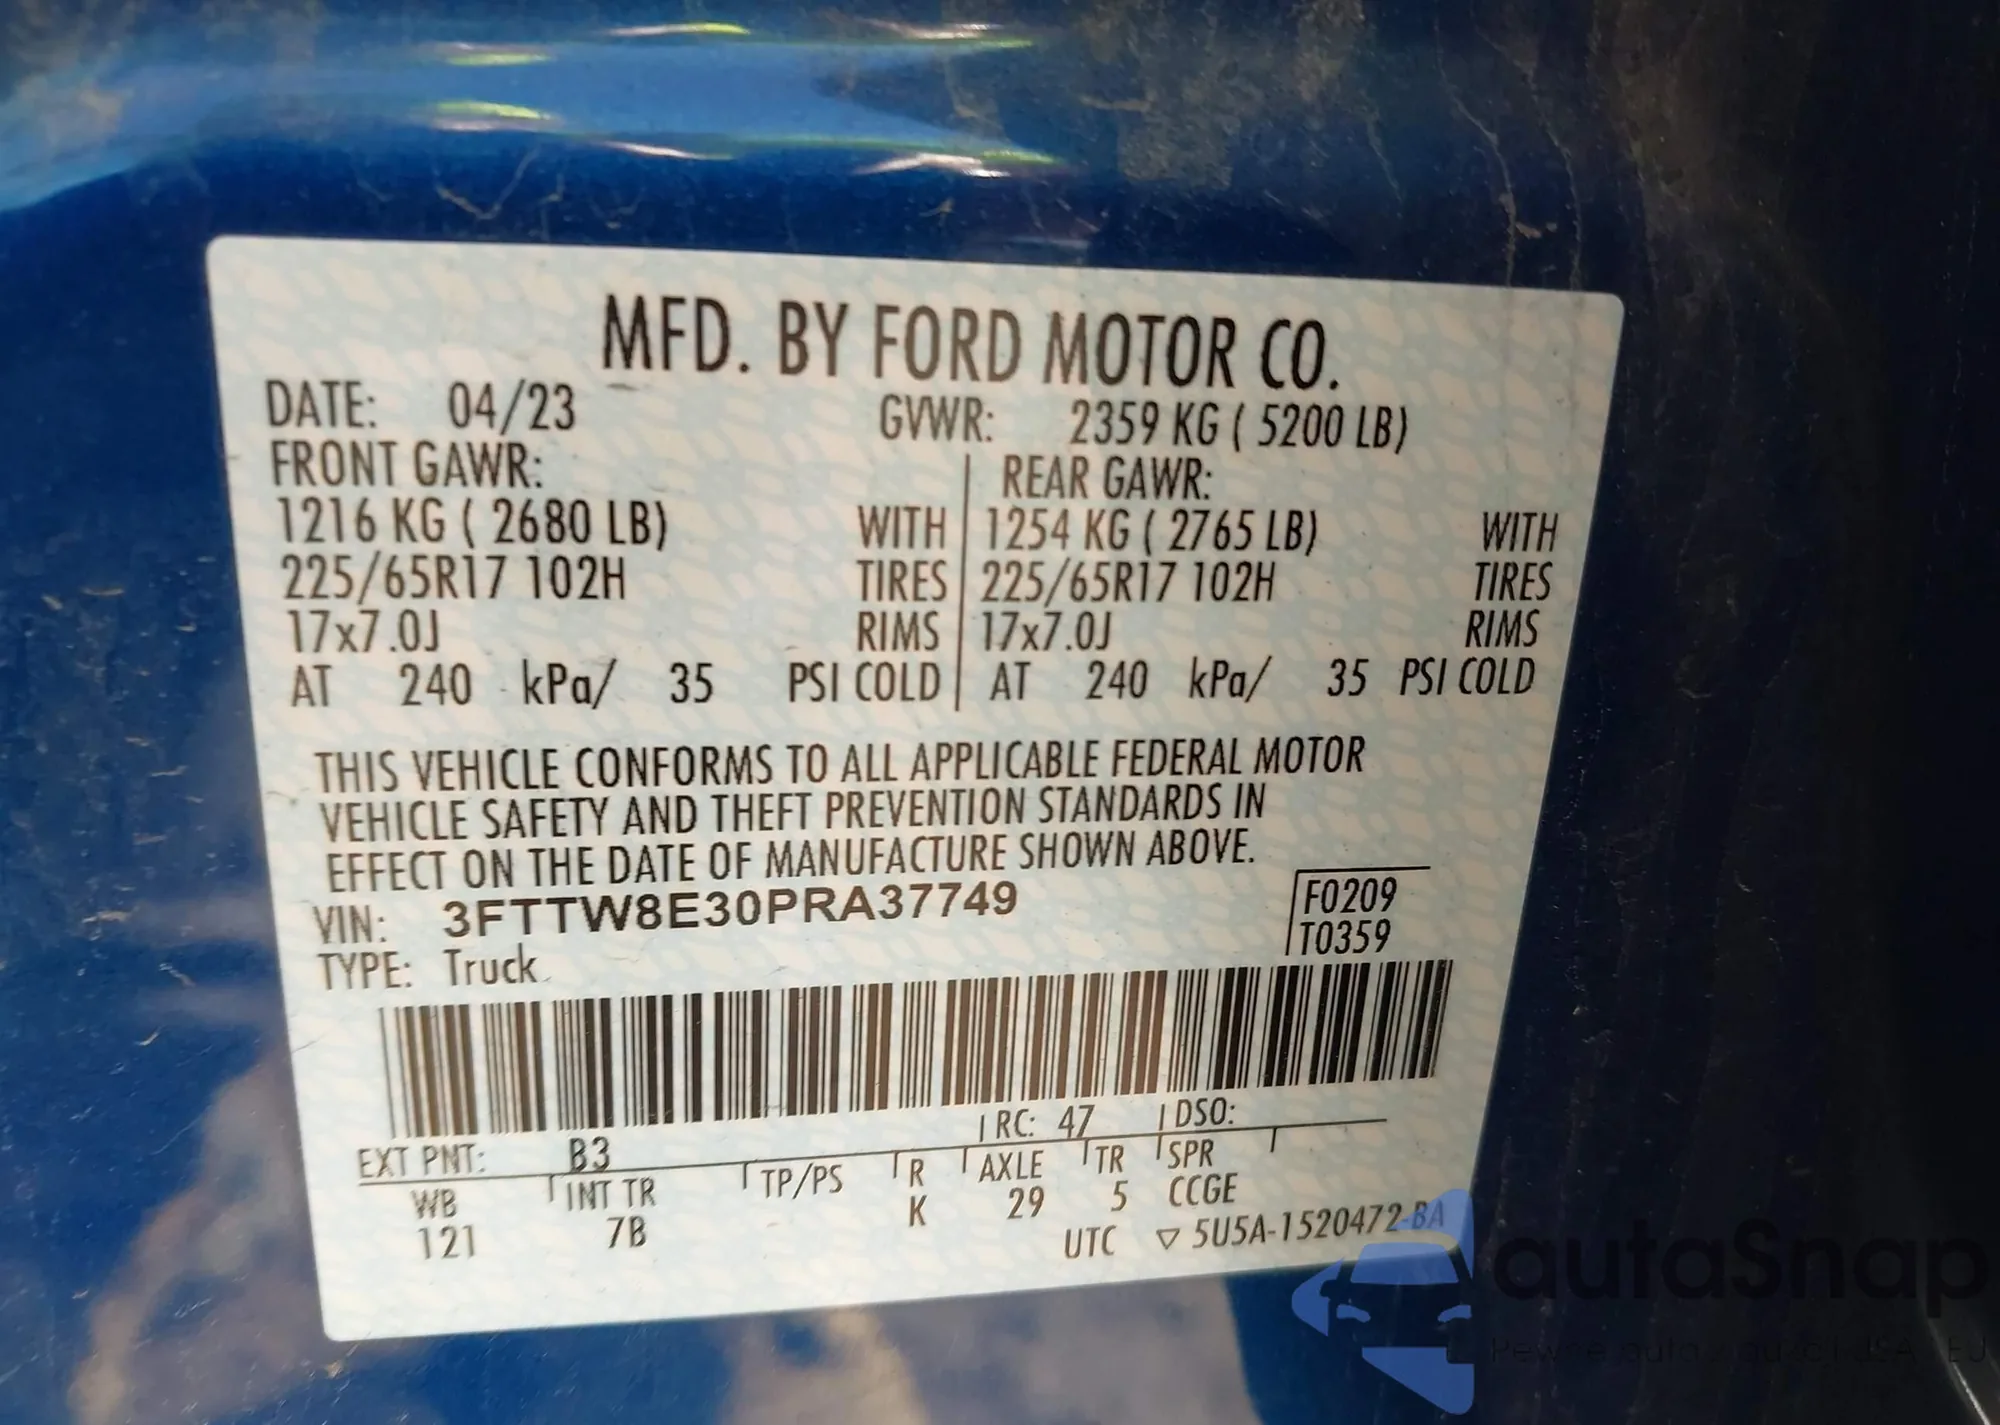 MFD. BY FORD MOTOR CO.
DATE: 04/23 GVWR: 2359 KG ( 5200 LB)
FRONT GAWR: REAR GAWR:
1216 KG ( 2680 LB) WITH 1254 KG ( 2765 LB) WITH
225/65R17 102H TIRES 225/65R17 102H TIRES
17x7.0J RIMS 17x7.0J RIMS
AT 240 kPa/ 35 PSI COLD AT 240 kPa/ 35 PSI COLD
THIS VEHICLE CONFORMS TO ALL APPLICABLE FEDERAL MOTOR
VEHICLE SAFETY AND THEFT PREVENTION STANDARDS IN
EFFECT ON THE DATE OF MANUFACTURE SHOWN ABOVE.
VIN: 3FTTW8E30PRA37749 F0209
TYPE: Truck T0359
EXT PNT: B3 RC: 47 DSO:
WB INT TR TP/PS R AXLE TR SPR
121 7B K 29 5 CCGE
UTC ▽ 5U5A-1520472-BA
autoSnap
auto USA EU